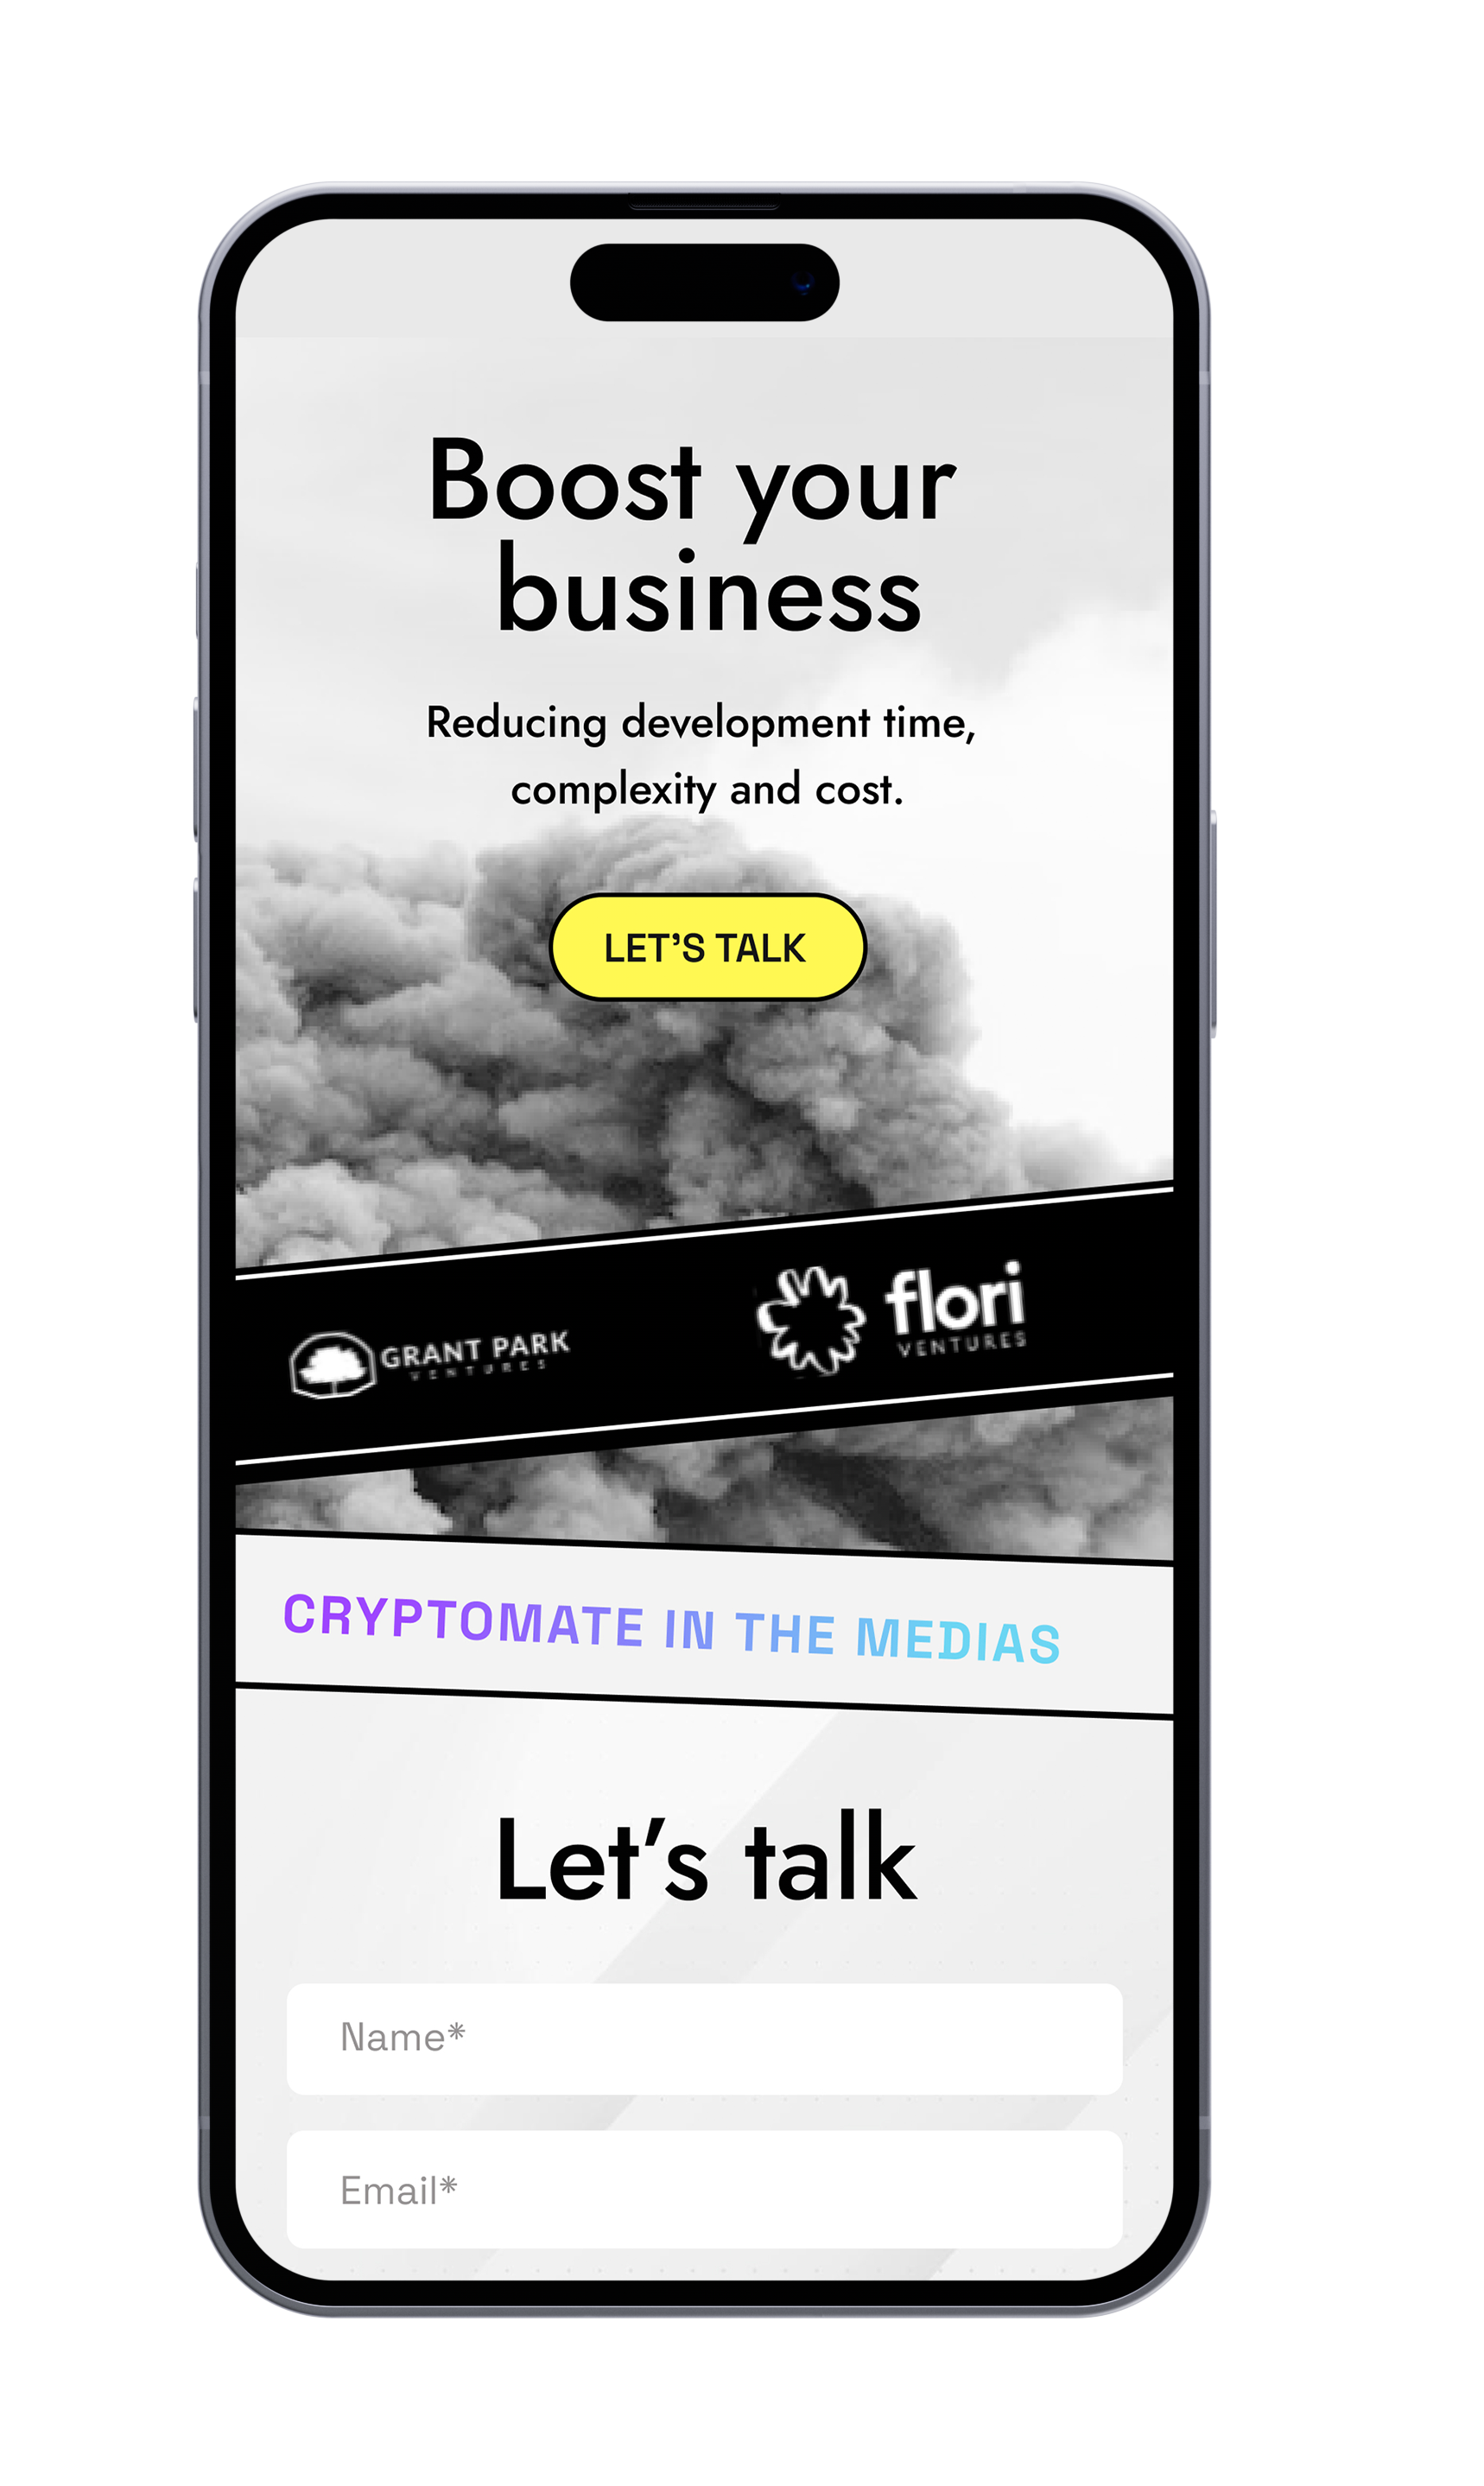 Boost your
business
Reducing development time,
complexity and cost.
LET'S TALK
GRANT PARK
VENTURES
flori
VENTURES
CRYPTOMATE IN THE MEDIAS
Let's talk
Name*
Email*